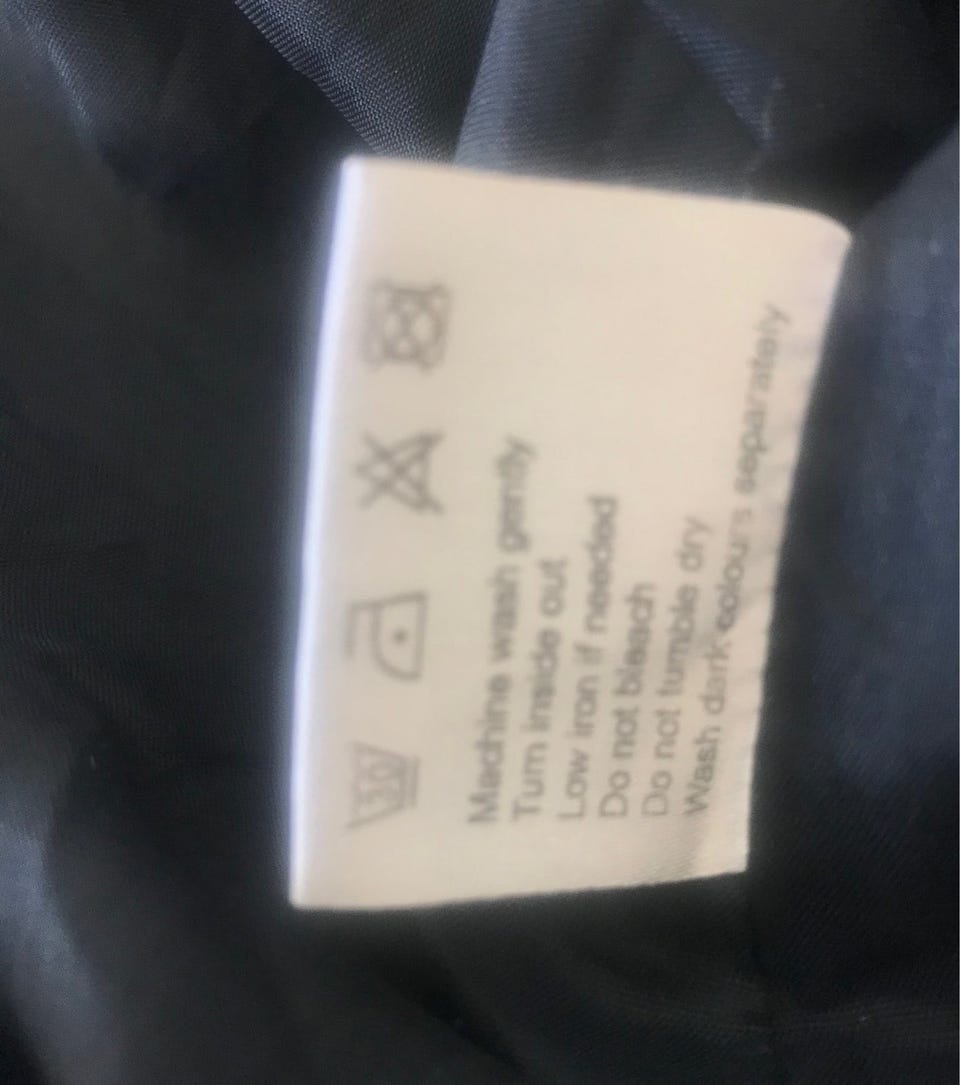 Machine wash gently
Turn inside out
Low iron if needed
Do not bleach
Do not tumble dry
Wash dark colours separately